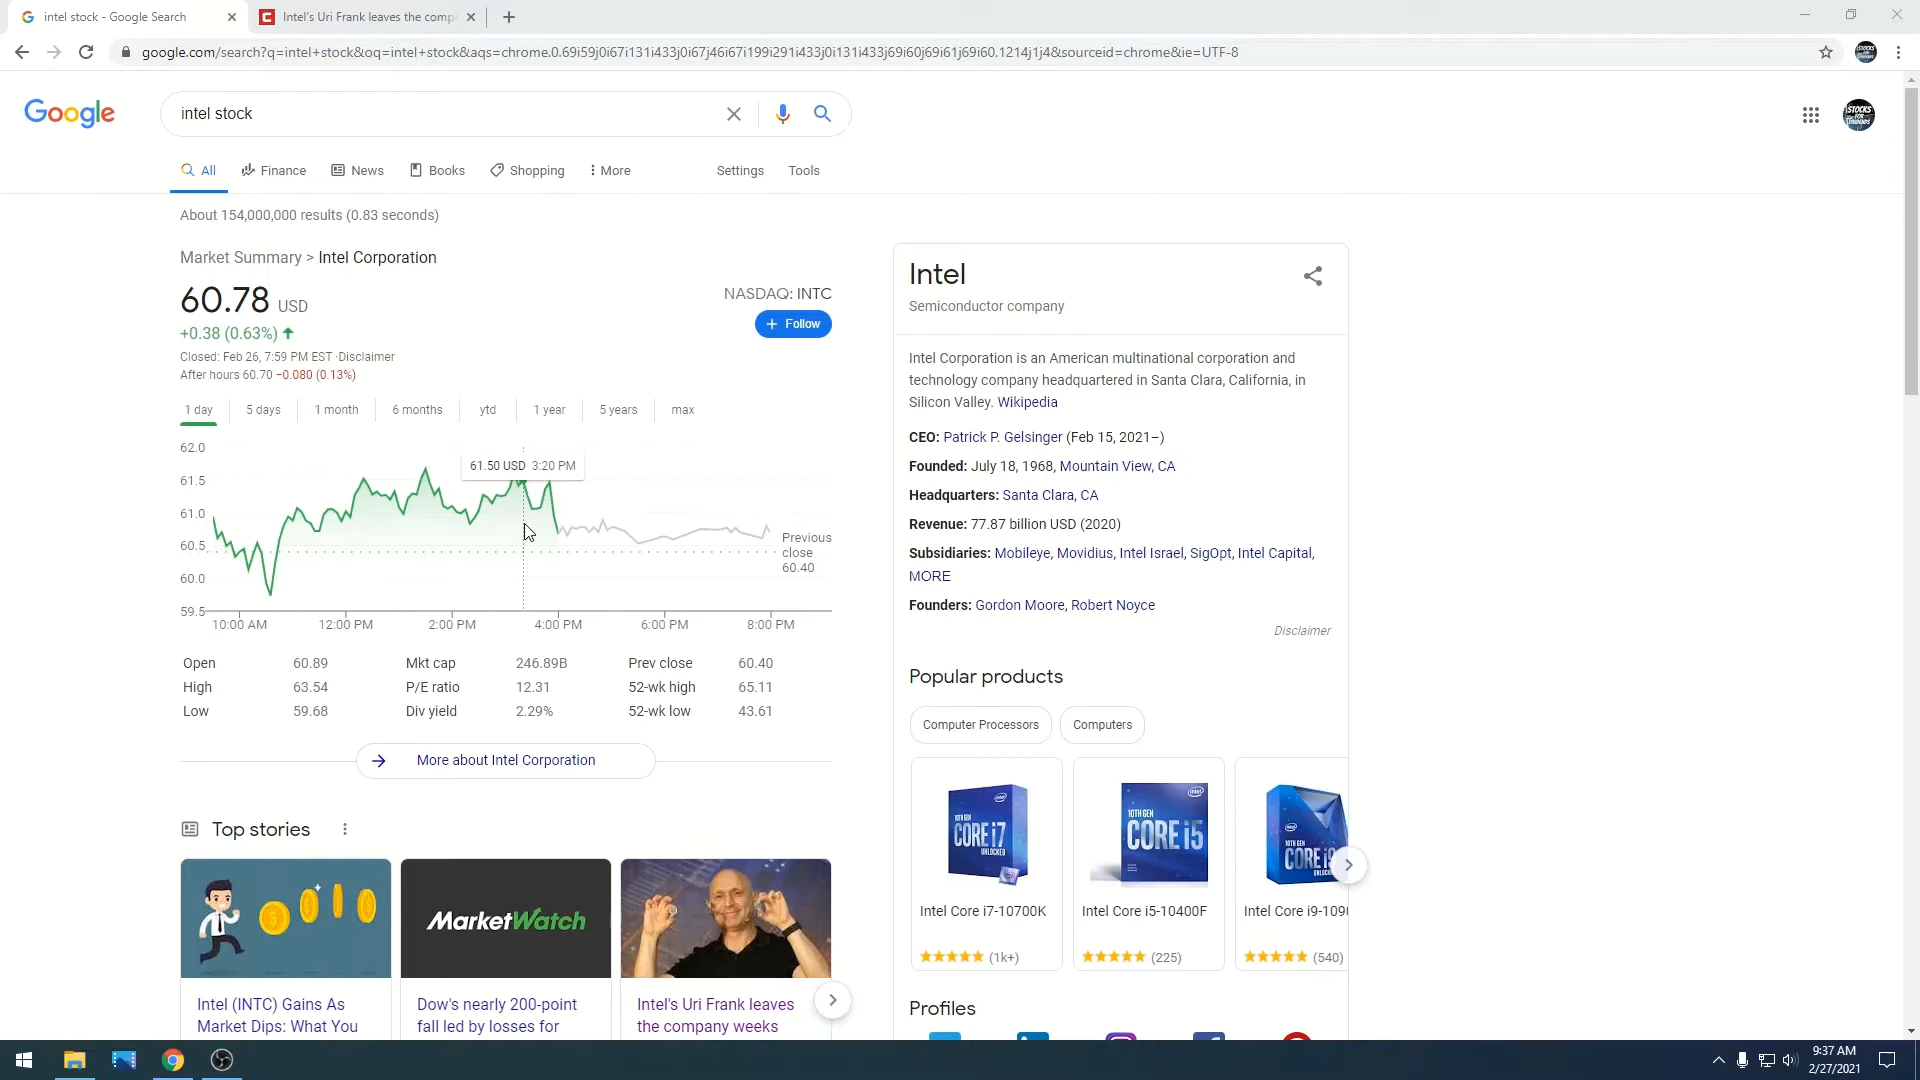 intel stock - Google Search
Intel's Uri Frank leaves the comp
google.com/search?q=intel+stock&oq=intel+stock&aqs=chrome.0.69i59j0i67i131i433j0i67j46i67i199i291i433j0i131i433j69i60j69i61j69i60.1214j1j4&sourceid=chrome&ie=UTF-8
Google
intel stock
STOCKS FOR
All Finance News Books Shopping More Settings Tools
About 154,000,000 results (0.83 seconds)
Market Summary > Intel Corporation
60.78 USD
NASDAQ: INTC
+0.38 (0.63%)
+ Follow
Closed: Feb 26, 7:59 PM EST ·Disclaimer
After hours 60.70 −0.080 (0.13%)
1 day 5 days 1 month 6 months ytd 1 year 5 years max
62.0
61.50 USD 3:20 PM
61.5
61.0
60.5
Previous
close
60.40
60.0
59.5
10:00 AM 12:00 PM 2:00 PM 4:00 PM 6:00 PM 8:00 PM
Open 60.89 Mkt cap 246.89B Prev close 60.40
High 63.54 P/E ratio 12.31 52-wk high 65.11
Low 59.68 Div yield 2.29% 52-wk low 43.61
More about Intel Corporation
Top stories
MarketWatch
Intel (INTC) Gains As
Market Dips: What You
Dow's nearly 200-point
fall led by losses for
Intel's Uri Frank leaves
the company weeks
Intel
Semiconductor company
Intel Corporation is an American multinational corporation and
technology company headquartered in Santa Clara, California, in
Silicon Valley. Wikipedia
CEO: Patrick P. Gelsinger (Feb 15, 2021–)
Founded: July 18, 1968, Mountain View, CA
Headquarters: Santa Clara, CA
Revenue: 77.87 billion USD (2020)
Subsidiaries: Mobileye, Movidius, Intel Israel, SigOpt, Intel Capital,
MORE
Founders: Gordon Moore, Robert Noyce
Disclaimer
Popular products
Computer Processors Computers
intel
10TH GEN
CORE i7
UNLOCKED
intel
10TH GEN
CORE i5
intel
10TH GEN
CORE i9
Intel Core i7-10700K Intel Core i5-10400F Intel Core i9-1090
(1k+) (225) (540)
Profiles
9:37 AM
2/27/2021